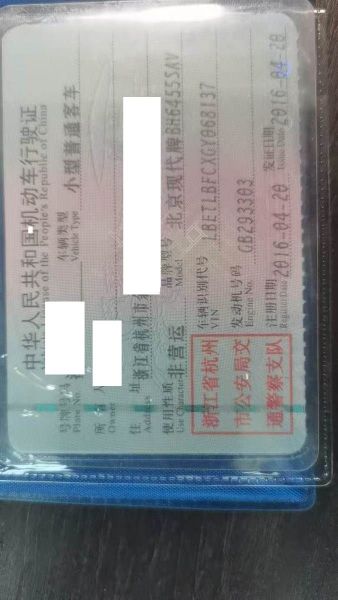 中华人民共和国机动车行驶证
of the People's Republic of China
号牌号码
Plate No.
车辆类型 小型普通客车
Vehicle Type
所有人
Owner
住址 浙江省杭州市
Address
使用性质 非营运
Use Character
品牌型号 北京现代牌BH6455SAV
Model
浙江省杭州
市公安局交
通警察支队
车辆识别代号 LBETLBFCXGY068137
VIN
发动机号码 GB293303
Engine No.
注册日期 2016-04-20
Register Date
发证日期 2016-04-20
Issue Date